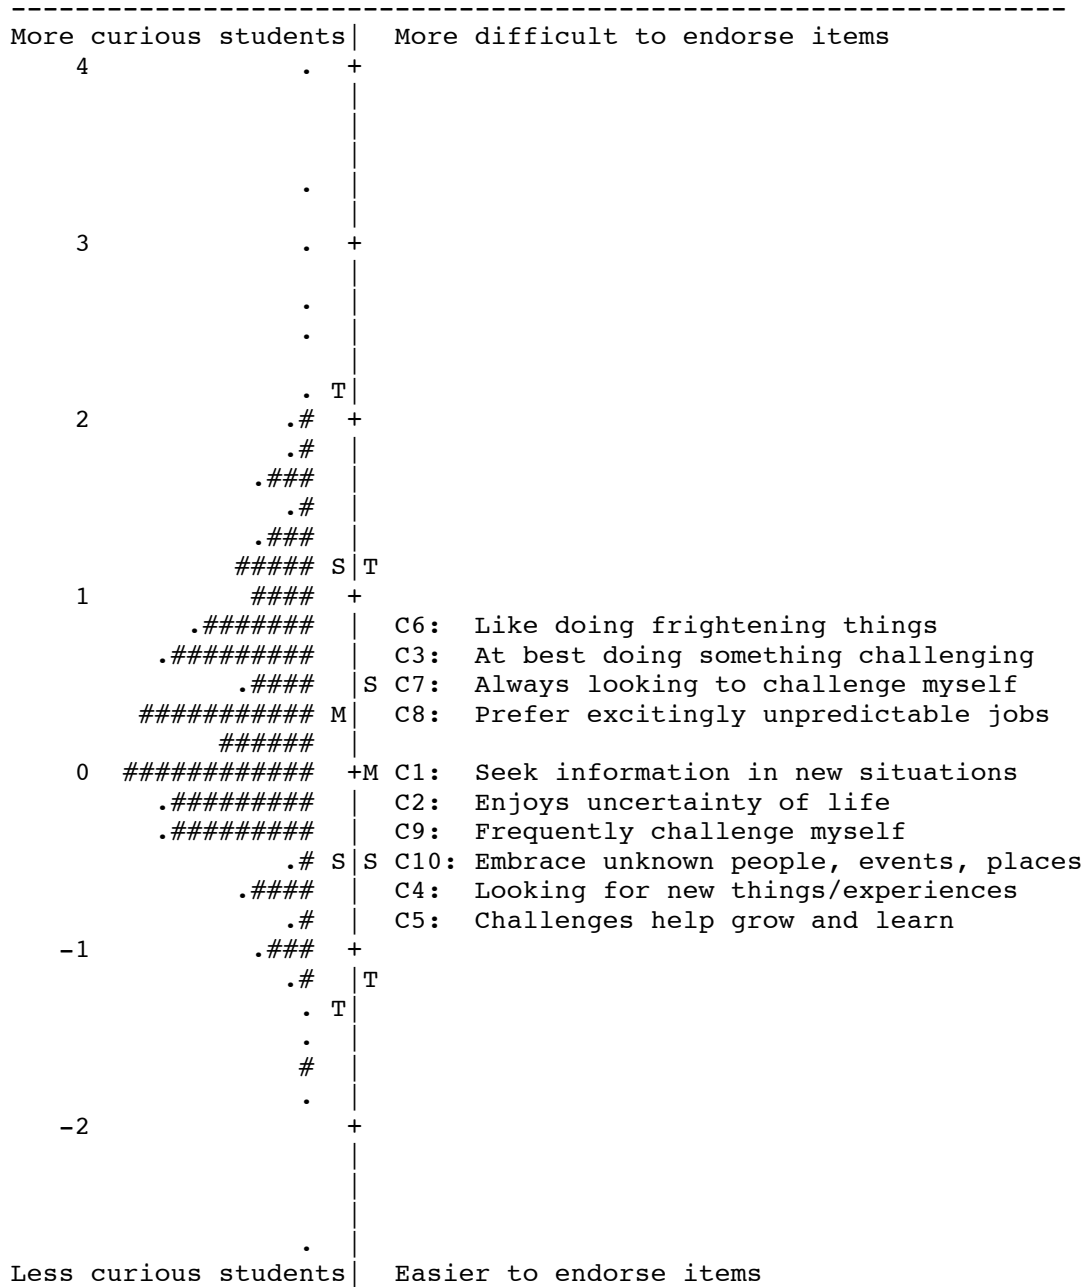 ------------------------------------------------------------------
More curious students|  More difficult to endorse items
    4              .  +
                      |
                      |
                      |
                   .  |
                      |
    3              .  +
                      |
                   .  |
                   .  |
                      |
                   . T|
    2             .#  +
                  .#  |
                .###  |
                  .#  |
                .###  |
               ##### S|T
    1           ####  +
            .#######  |  C6:  Like doing frightening things
          .#########  |  C3:  At best doing something challenging
               .####  |S C7:  Always looking to challenge myself
         ########### M|  C8:  Prefer excitingly unpredictable jobs
              ######  |
    0   ############  +M C1:  Seek information in new situations
          .#########  |  C2:  Enjoys uncertainty of life
          .#########  |  C9:  Frequently challenge myself
                  .# S|S C10: Embrace unknown people, events, places
               .####  |  C4:  Looking for new things/experiences
                  .#  |  C5:  Challenges help grow and learn
   -1           .###  +
                  .#  |T
                   . T|
                   .  |
                   #  |
                   .  |
   -2                 +
                      |
                      |
                      |
                   .  |
Less curious students|  Easier to endorse items